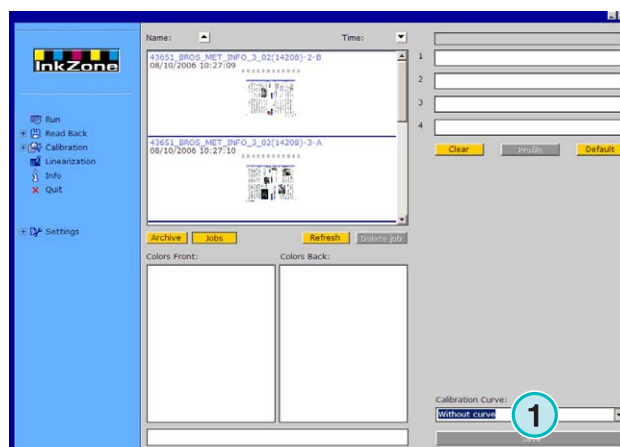 InkZone
Run
Read Back
Calibration
Linearization
Info
Quit
Settings
Name:
Time:
43651_BROS_MET_INFO_3_02(14208)-2-B
08/10/2006 10:27:09
43651_BROS_MET_INFO_3_02(14208)-3-A
08/10/2006 10:27:10
Archive
Jobs
Refresh
Delete job
Colors Front:
Colors Back:
1
2
3
4
Clear
Profile
Default
Calibration Curve:
Without curve
1